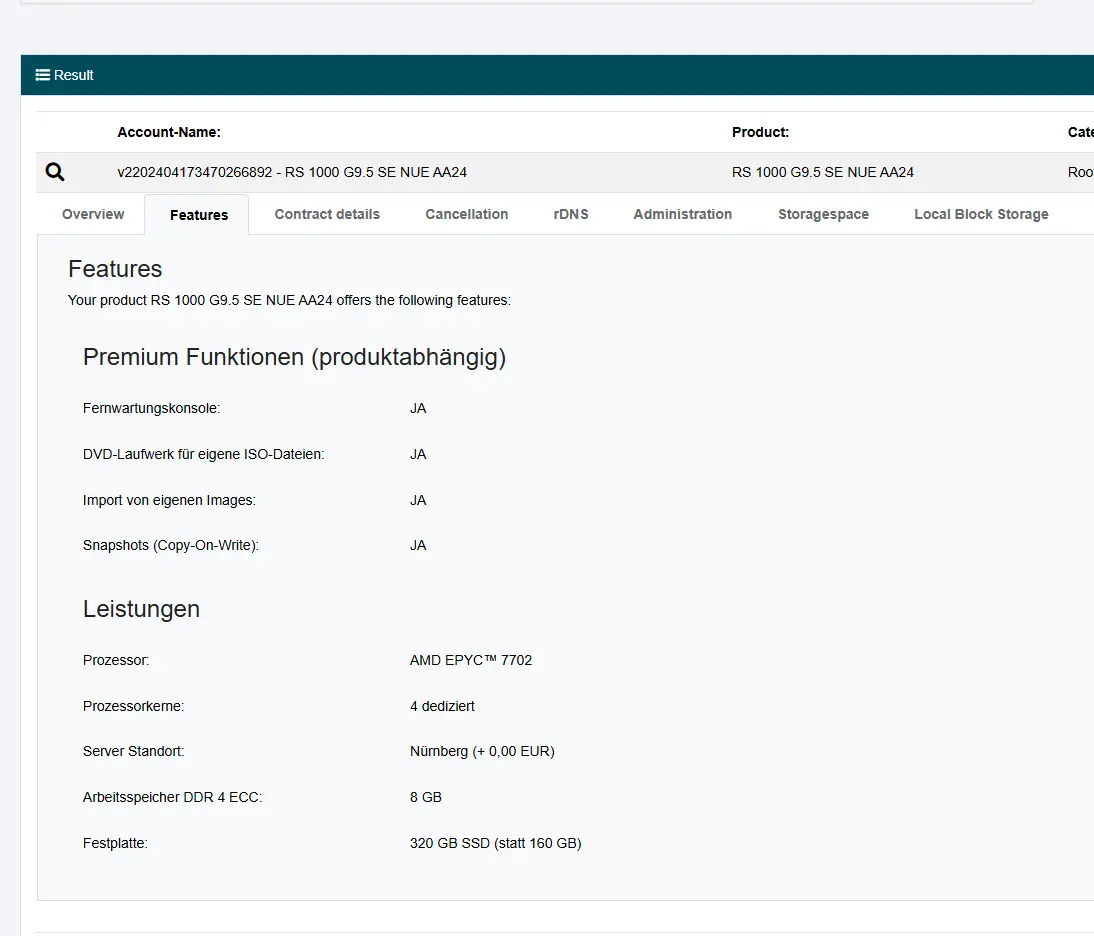 Result
Account-Name: Product: Cate
v2202404173470266892 - RS 1000 G9.5 SE NUE AA24 RS 1000 G9.5 SE NUE AA24 Roo
Overview Features Contract details Cancellation rDNS Administration Storagespace Local Block Storage
Features
Your product RS 1000 G9.5 SE NUE AA24 offers the following features:
Premium Funktionen (produktabhängig)
Fernwartungskonsole: JA
DVD-Laufwerk für eigene ISO-Dateien: JA
Import von eigenen Images: JA
Snapshots (Copy-On-Write): JA
Leistungen
Prozessor: AMD EPYC™ 7702
Prozessorkerne: 4 dediziert
Server Standort: Nürnberg (+ 0,00 EUR)
Arbeitsspeicher DDR 4 ECC: 8 GB
Festplatte: 320 GB SSD (statt 160 GB)